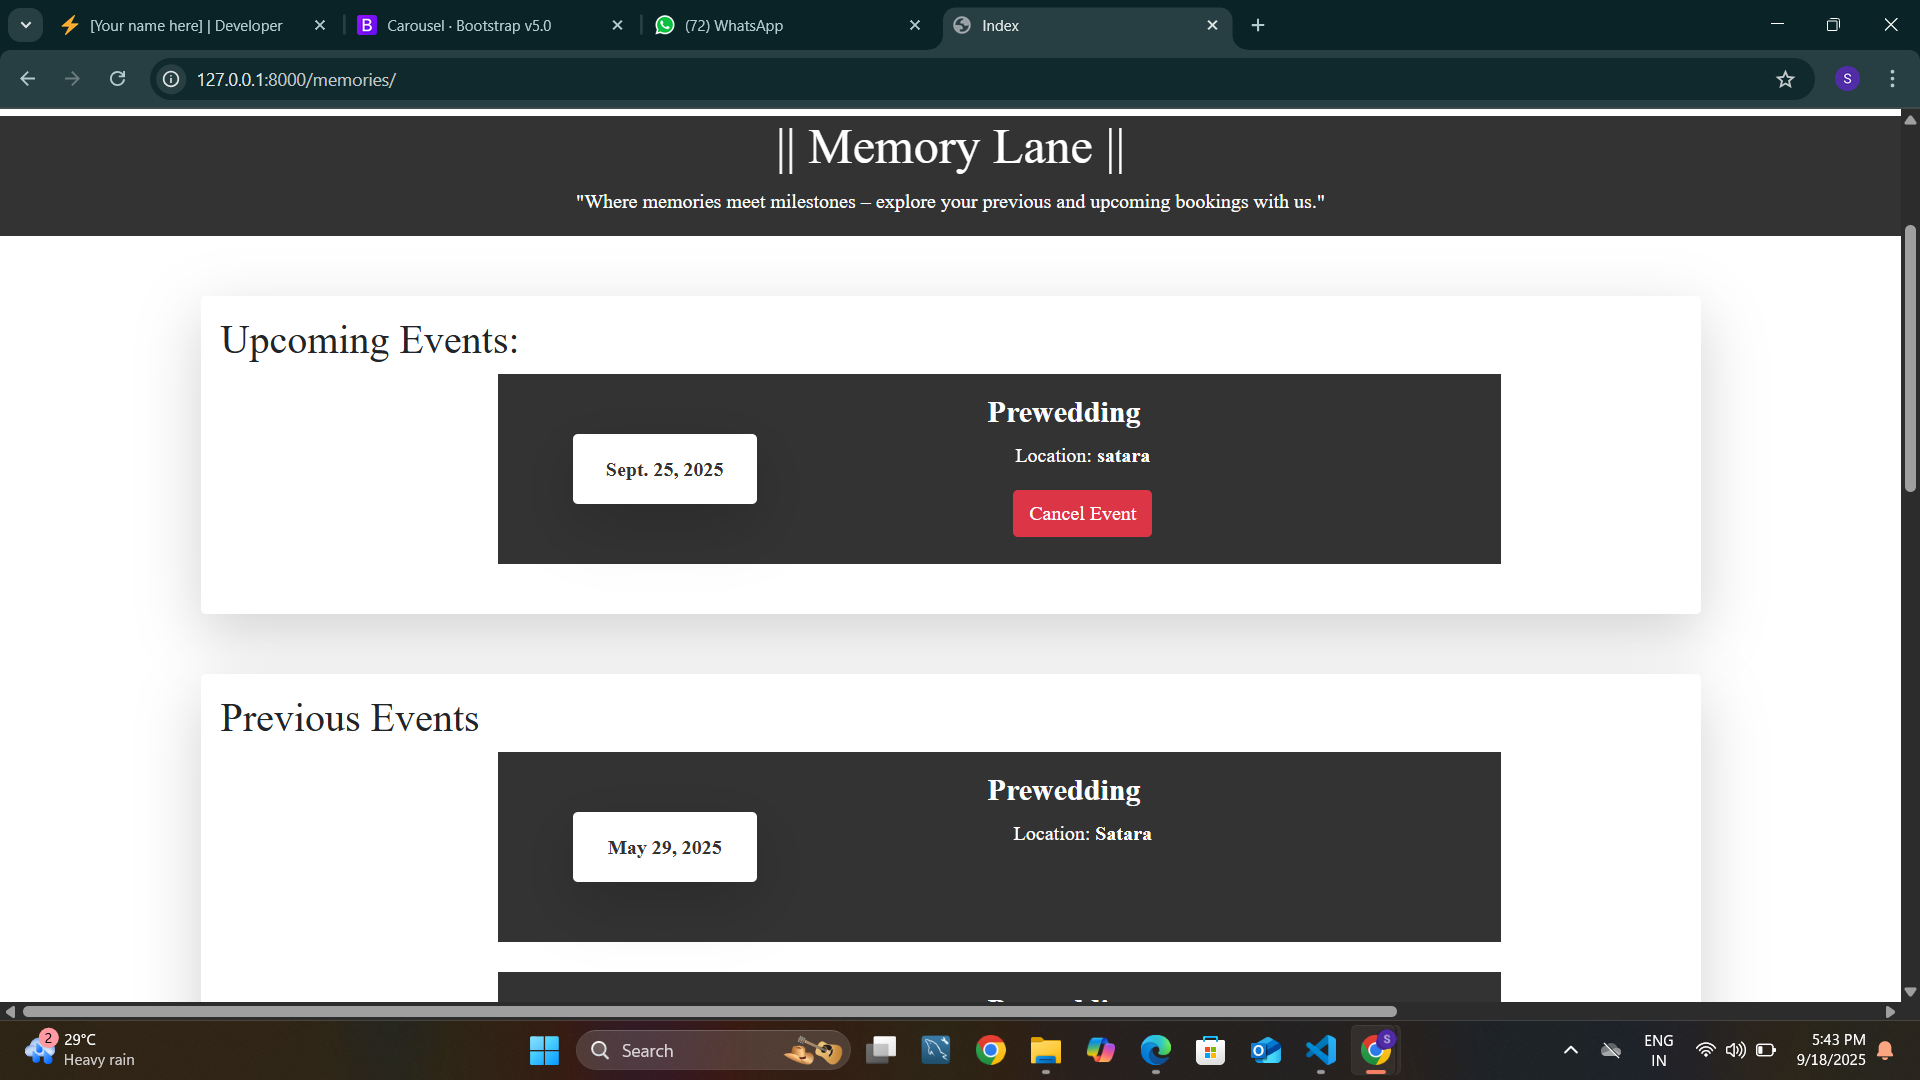 [Your name here] | Developer
Carousel · Bootstrap v5.0
(72) WhatsApp
Index
127.0.0.1:8000/memories/
S
|| Memory Lane ||
"Where memories meet milestones – explore your previous and upcoming bookings with us."
Upcoming Events:
Prewedding
Sept. 25, 2025
Location: satara
Cancel Event
Previous Events
Prewedding
May 29, 2025
Location: Satara
2
29°C
Heavy rain
Search
S
ENG
IN
5:43 PM
9/18/2025